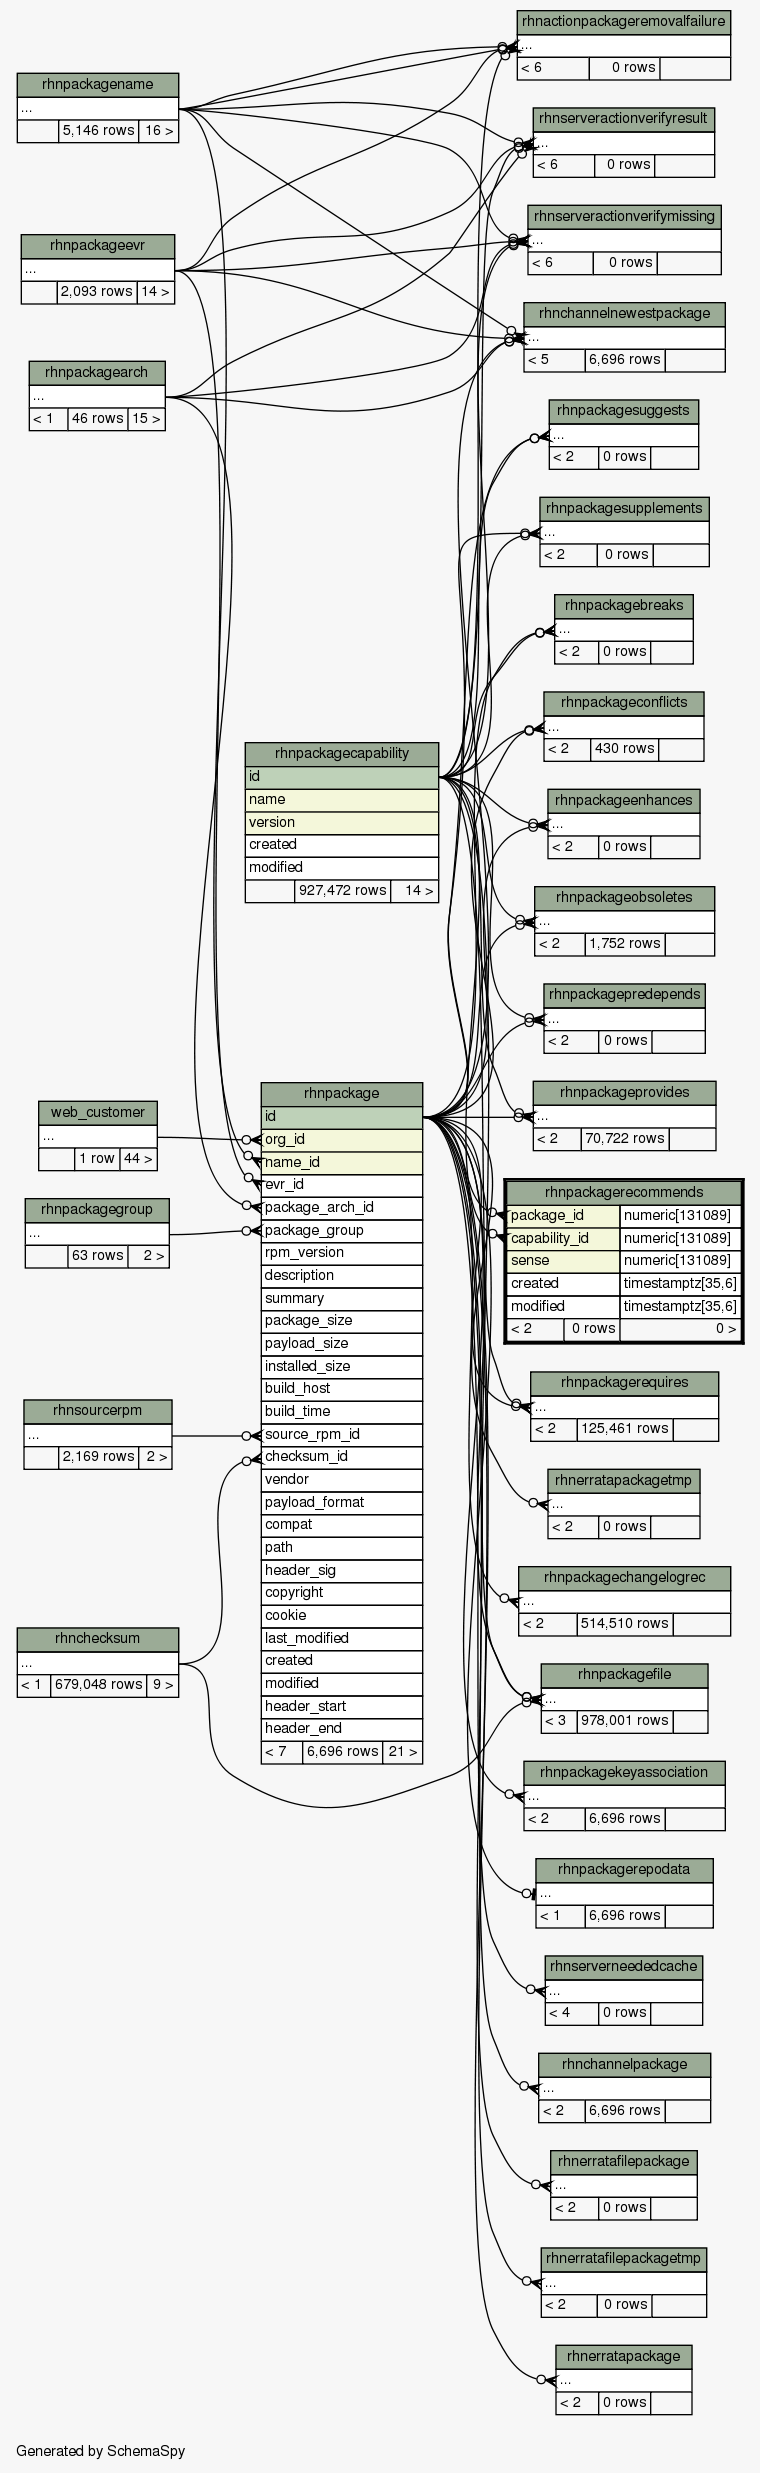 rhnpackagename
...
5,146 rows 16 >
rhnpackageevr
...
2,093 rows 14 >
rhnpackagearch
...
< 1 46 rows 15 >
rhnpackagecapability
id
name
version
created
modified
927,472 rows 14 >
web_customer
...
1 row 44 >
rhnpackagegroup
...
63 rows 2 >
rhnsourcerpm
...
2,169 rows 2 >
rhnchecksum
...
< 1 679,048 rows 9 >
rhnpackage
id
org_id
name_id
evr_id
package_arch_id
package_group
rpm_version
description
summary
package_size
payload_size
installed_size
build_host
build_time
source_rpm_id
checksum_id
vendor
payload_format
compat
path
header_sig
copyright
cookie
last_modified
created
modified
header_start
header_end
< 7 6,696 rows 21 >
rhnactionpackageremovalfailure
...
< 6 0 rows
rhnserveractionverifyresult
...
< 6 0 rows
rhnserveractionverifymissing
...
< 6 0 rows
rhnchannelnewestpackage
...
< 5 6,696 rows
rhnpackagesuggests
...
< 2 0 rows
rhnpackagesupplements
...
< 2 0 rows
rhnpackagebreaks
...
< 2 0 rows
rhnpackageconflicts
...
< 2 430 rows
rhnpackageenhances
...
< 2 0 rows
rhnpackageobsoletes
...
< 2 1,752 rows
rhnpackagepredepends
...
< 2 0 rows
rhnpackageprovides
...
< 2 70,722 rows
rhnpackagerecommends
package_id numeric[131089]
capability_id numeric[131089]
sense numeric[131089]
created timestamptz[35,6]
modified timestamptz[35,6]
< 2 0 rows 0 >
rhnpackagerequires
...
< 2 125,461 rows
rhnerratapackagetmp
...
< 2 0 rows
rhnpackagechangelogrec
...
< 2 514,510 rows
rhnpackagefile
...
< 3 978,001 rows
rhnpackagekeyassociation
...
< 2 6,696 rows
rhnpackagerepodata
...
< 1 6,696 rows
rhnserverneededcache
...
< 4 0 rows
rhnchannelpackage
...
< 2 6,696 rows
rhnerratafilepackage
...
< 2 0 rows
rhnerratafilepackagetmp
...
< 2 0 rows
rhnerratapackage
...
< 2 0 rows
Generated by SchemaSpy